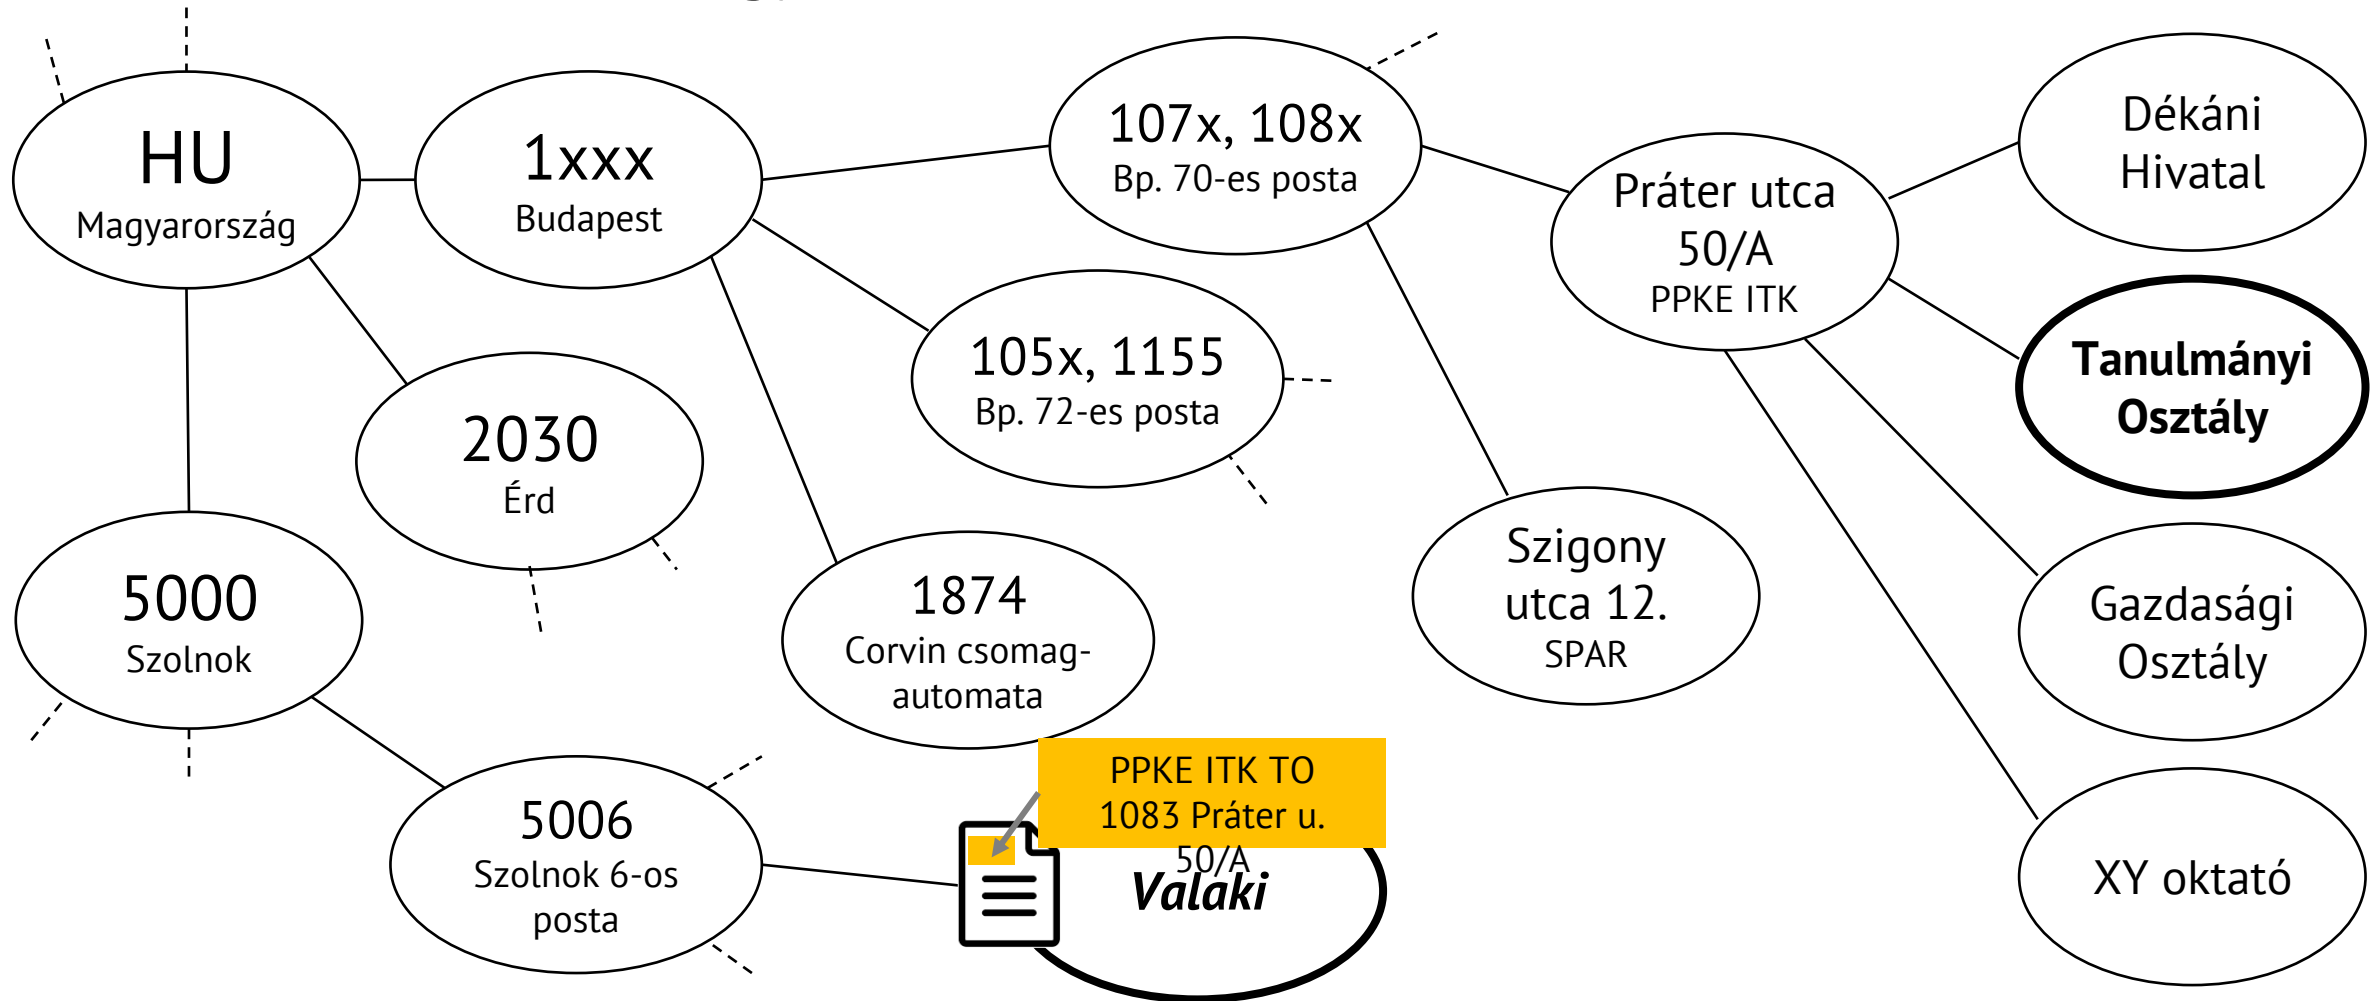 HU
Magyarország
1xxx
Budapest
107x, 108x
Bp. 70-es posta
Práter utca
50/A
PPKE ITK
Dékáni
Hivatal
Tanulmányi
Osztály
105x, 1155
Bp. 72-es posta
2030
Érd
5000
Szolnok
1874
Corvin csomag-
automata
Szigony
utca 12.
SPAR
Gazdasági
Osztály
5006
Szolnok 6-os
posta
PPKE ITK TO
1083 Práter u.
50/A
Valaki
XY oktató